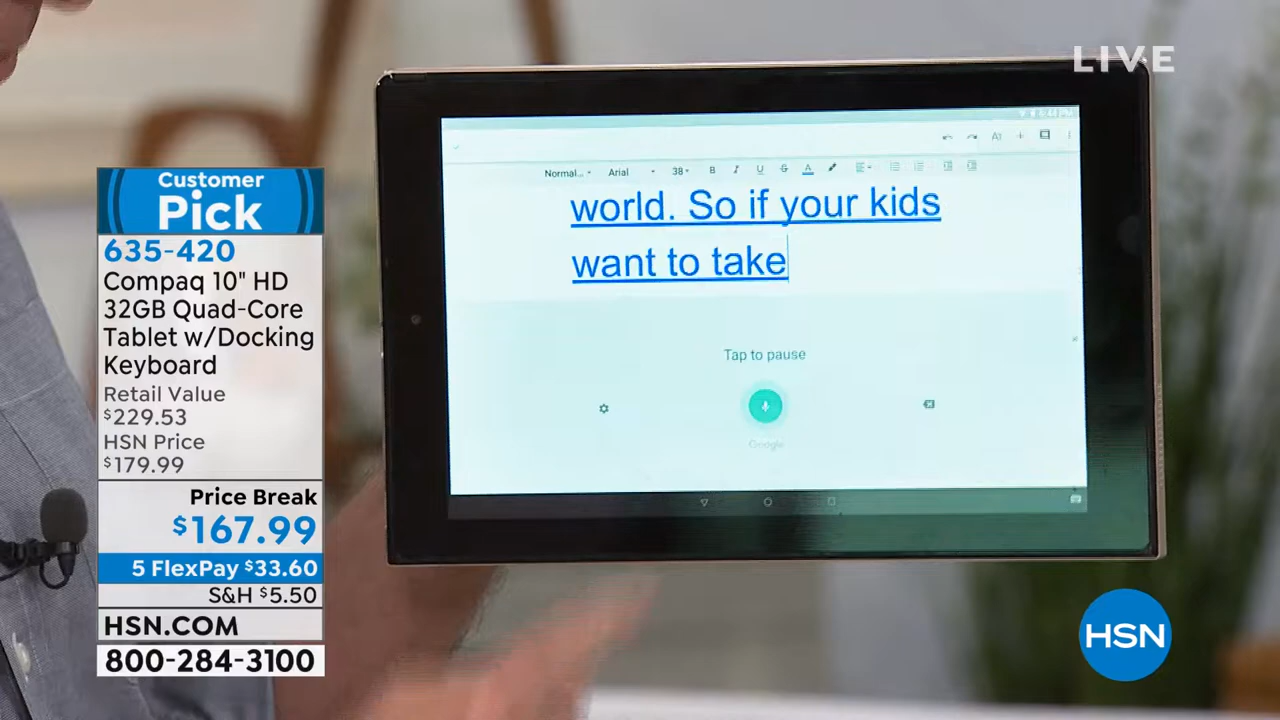 LIVE
Customer
Pick
635-420
Compaq 10" HD
32GB Quad-Core
Tablet w/Docking
Keyboard
Retail Value
$229.53
HSN Price
$179.99
Price Break
$167.99
5 FlexPay $33.60
S&H $5.50
HSN.COM
800-284-3100
Normal... Arial 38 B I U S A
world. So if your kids
want to take
Tap to pause
Google
HSN